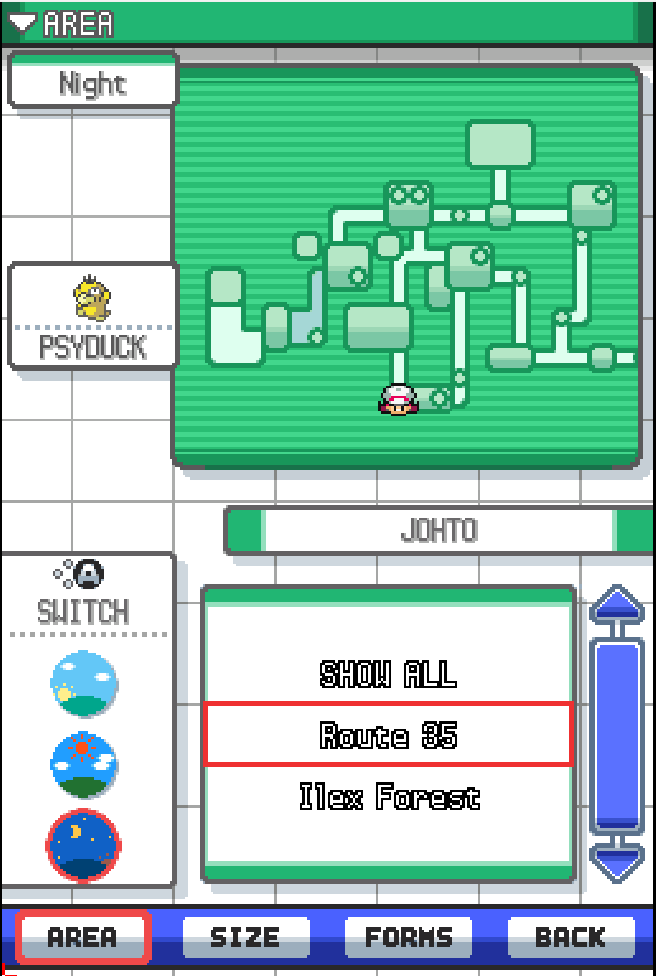 AREA
Night
PSYDUCK
JOHTO
SWITCH
SHOW ALL
Route 35
Ilex Forest
AREA
SIZE
FORMS
BACK